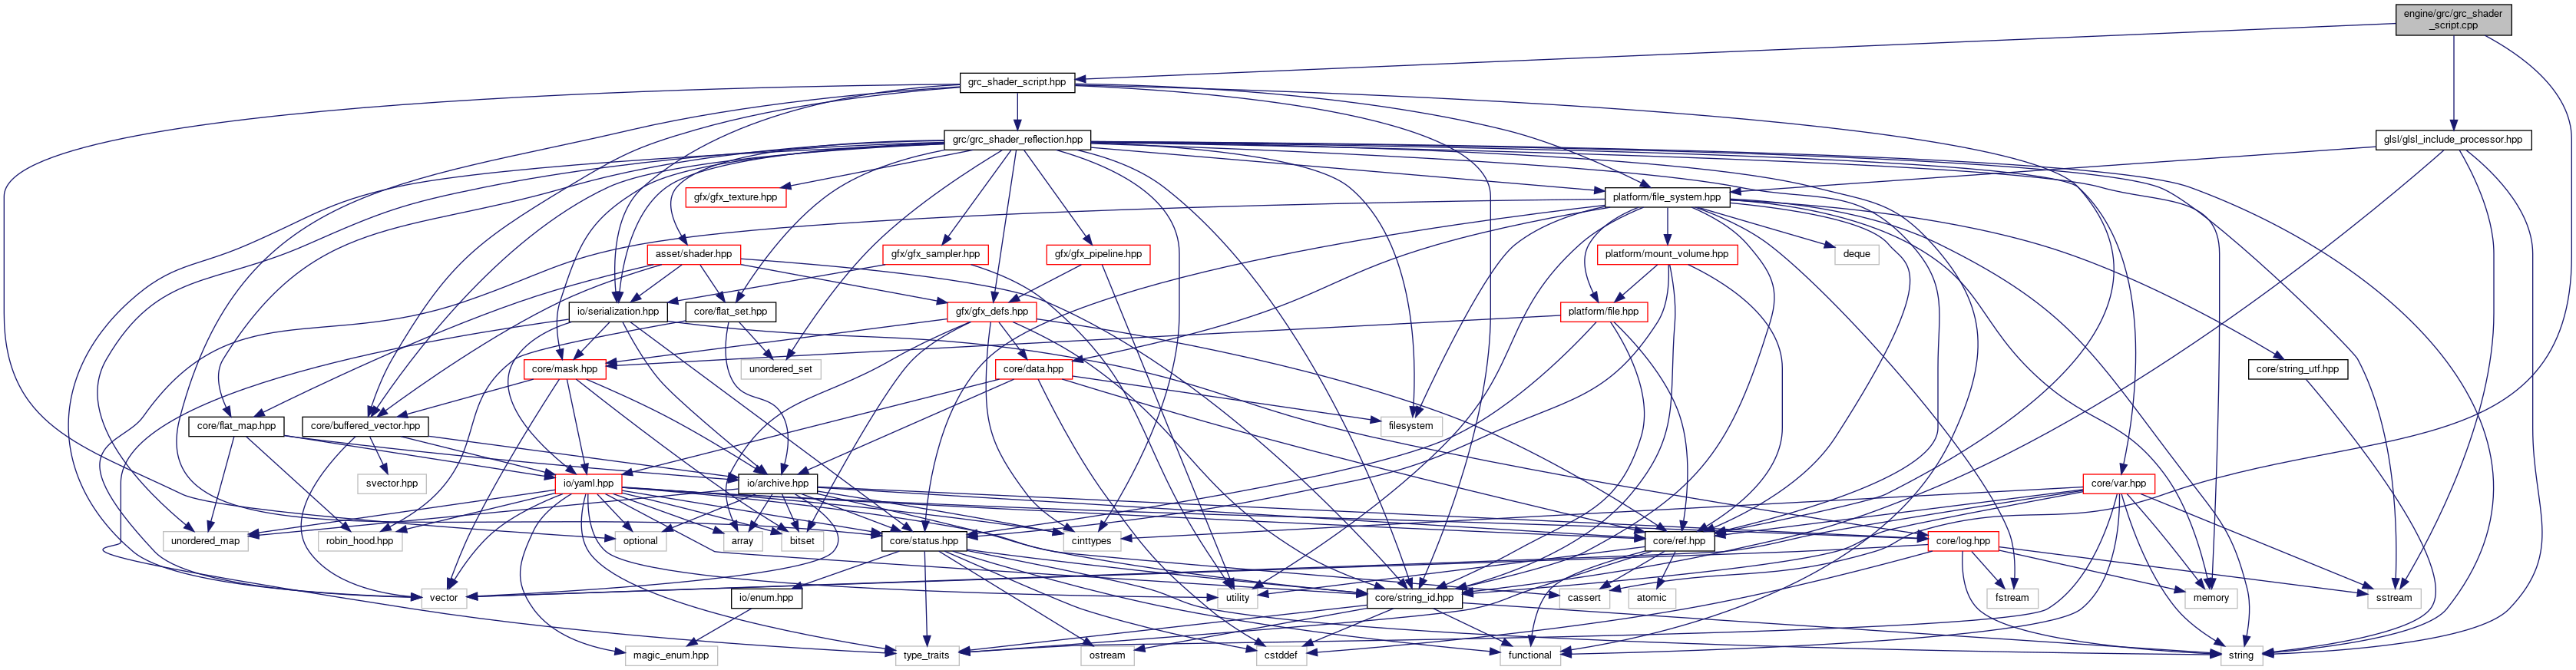 engine/grc/grc_shader
_script.cpp
grc_shader_script.hpp
grc/grc_shader_reflection.hpp
glsl/glsl_include_processor.hpp
gfx/gfx_texture.hpp
platform/file_system.hpp
asset/shader.hpp
gfx/gfx_sampler.hpp
gfx/gfx_pipeline.hpp
platform/mount_volume.hpp
deque
io/serialization.hpp
core/flat_set.hpp
gfx/gfx_defs.hpp
platform/file.hpp
core/mask.hpp
unordered_set
core/data.hpp
core/string_utf.hpp
core/flat_map.hpp
core/buffered_vector.hpp
filesystem
svector.hpp
io/yaml.hpp
io/archive.hpp
core/var.hpp
unordered_map
robin_hood.hpp
optional
array
bitset
core/status.hpp
cinttypes
core/ref.hpp
core/log.hpp
vector
utility
io/enum.hpp
core/string_id.hpp
cassert
atomic
fstream
memory
sstream
magic_enum.hpp
type_traits
ostream
cstddef
functional
string